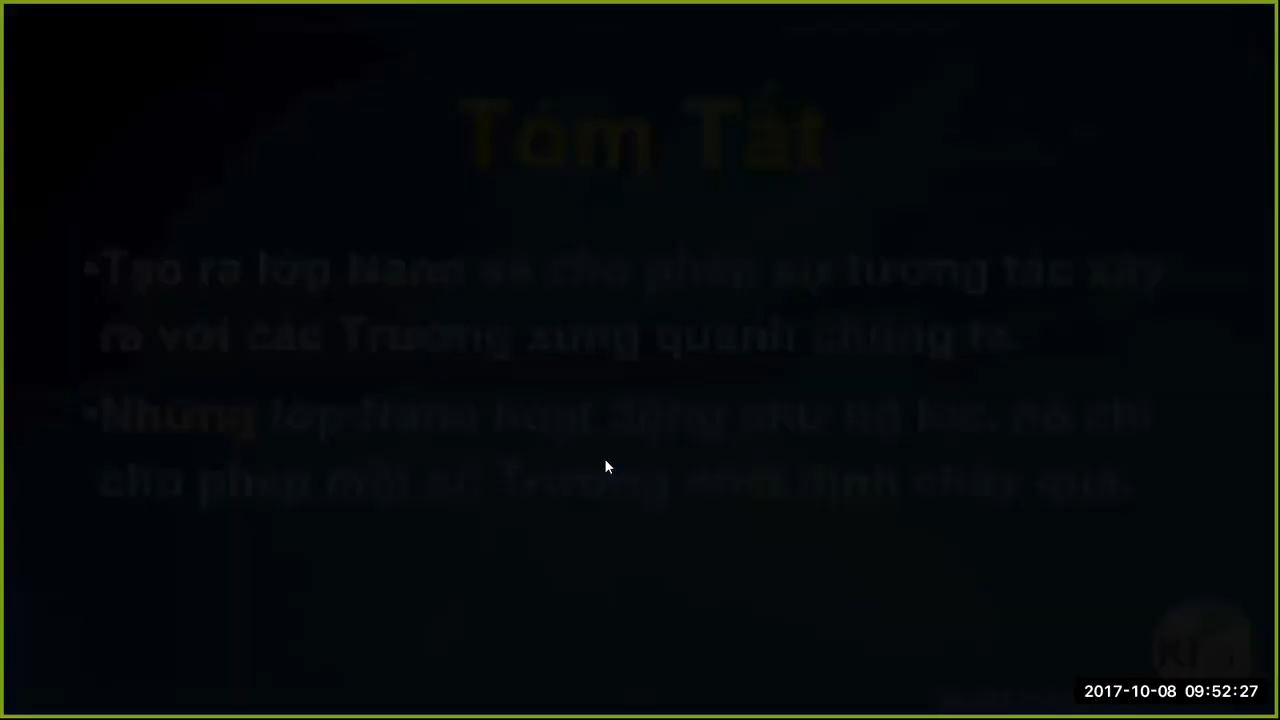 Tóm Tắt
•Tạo ra lớp Nano sẽ cho phép sự tương tác xảy
ra với các Trường xung quanh chúng ta.
•Những lớp Nano hoạt động như bộ lọc, nó chỉ
cho phép một số Trường nhất định chảy qua.
2017-10-08 09:52:27